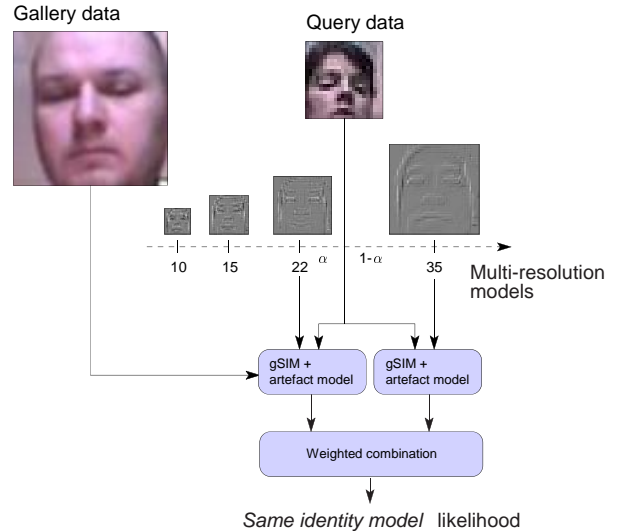 Gallery data
Query data
10
15
22
α
1-α
35
Multi-resolution
models
gSIM +
artefact model
gSIM +
artefact model
Weighted combination
Same identity model likelihood